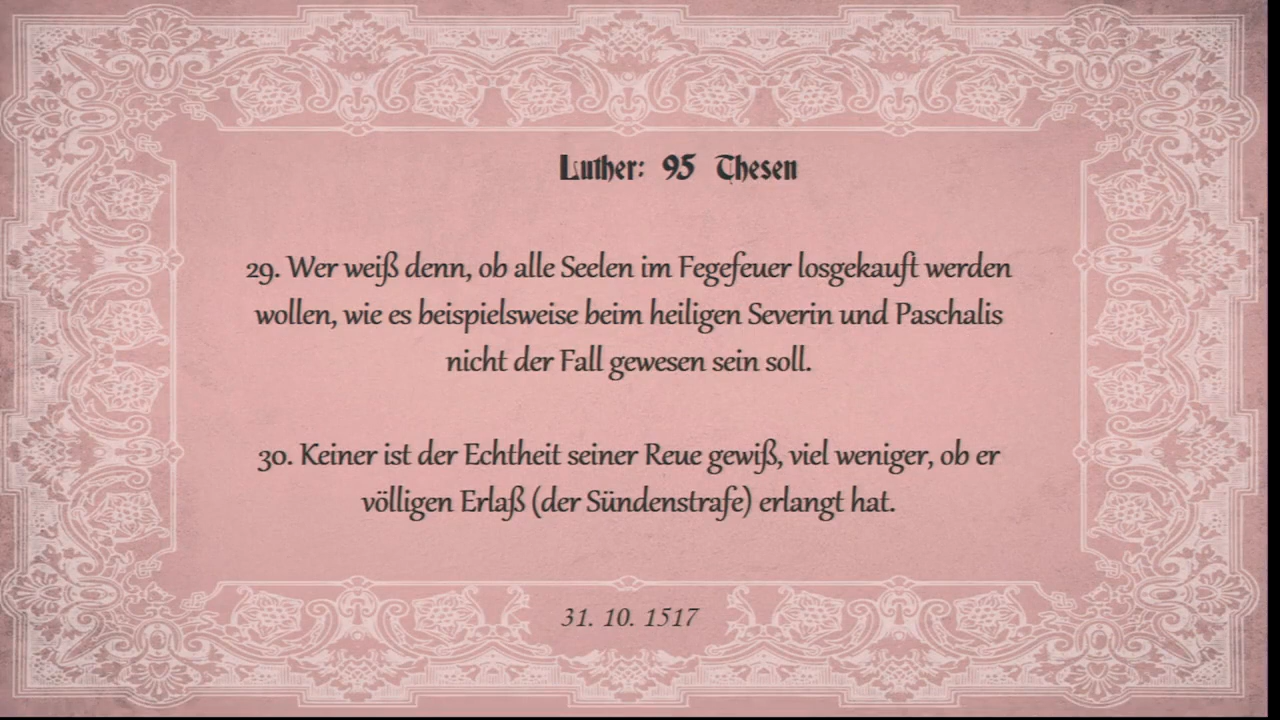 Luther: 95 Thesen
29. Wer weiß denn, ob alle Seelen im Fegefeuer losgekauft werden
wollen, wie es beispielsweise beim heiligen Severin und Paschalis
nicht der Fall gewesen sein soll.
30. Keiner ist der Echtheit seiner Reue gewiß, viel weniger, ob er
völligen Erlaß (der Sündenstrafe) erlangt hat.
31. 10. 1517